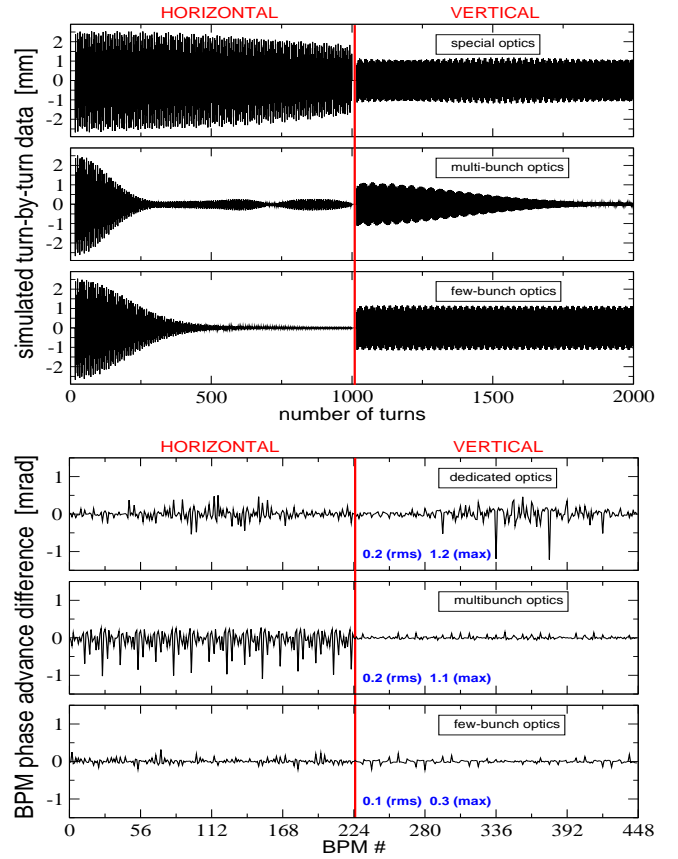 HORIZONTAL VERTICAL
simulated turn-by-turn data [mm]
2
1
0
-1
-2
special optics
2
1
0
-1
-2
multi-bunch optics
2
1
0
-1
-2
few-bunch optics
0 500 1000 1500 2000
number of turns
HORIZONTAL VERTICAL
BPM phase advance difference [mrad]
1
0
-1
dedicated optics
0.2 (rms) 1.2 (max)
1
0
-1
multibunch optics
0.2 (rms) 1.1 (max)
1
0
-1
few-bunch optics
0.1 (rms) 0.3 (max)
0 56 112 168 224 280 336 392 448
BPM #